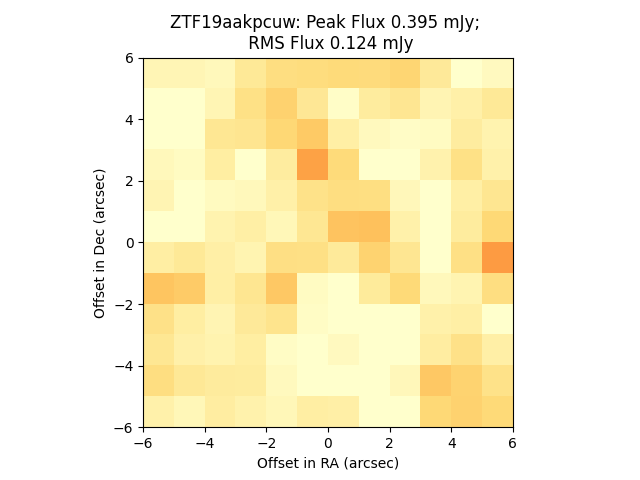 ZTF19aakpcuw: Peak Flux 0.395 mJy;
RMS Flux 0.124 mJy
6
4
2
0
−2
−4
−6
Offset in Dec (arcsec)
−6 −4 −2 0 2 4 6
Offset in RA (arcsec)